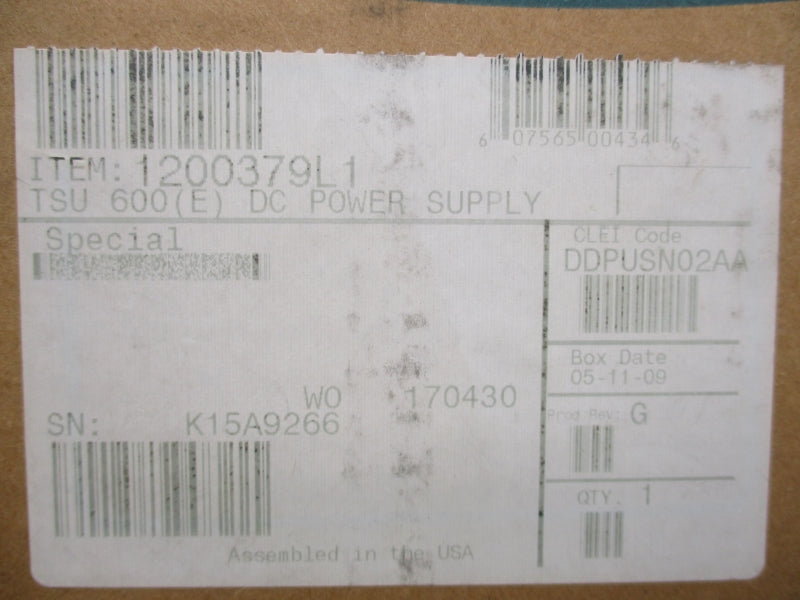 6 07565 00434 6
ITEM: 1200379L1
TSU 600(E) DC POWER SUPPLY
Special
CLEI Code
DDPUSN02AA
Box Date
05-11-09
WO 170430
Prod Rev: G
SN: K15A9266
QTY. 1
Assembled in the USA